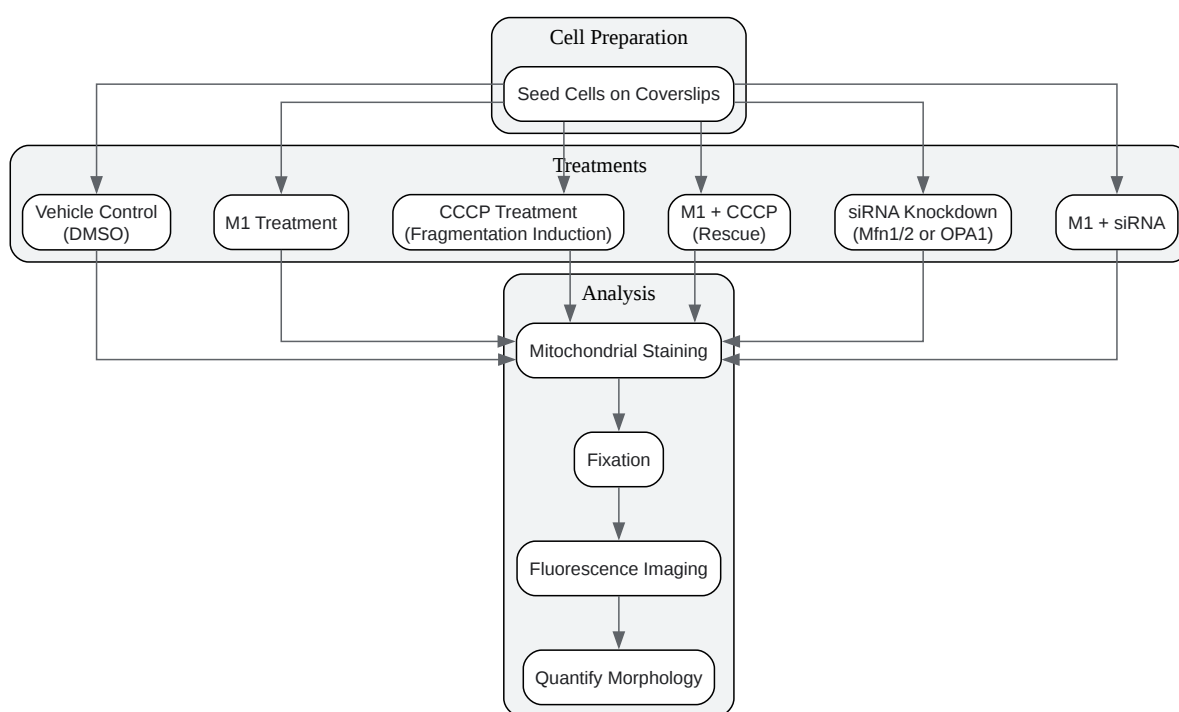 Cell Preparation
Seed Cells on Coverslips
Treatments
Vehicle Control
(DMSO)
M1 Treatment
CCCP Treatment
(Fragmentation Induction)
M1 + CCCP
(Rescue)
siRNA Knockdown
(Mfn1/2 or OPA1)
M1 + siRNA
Analysis
Mitochondrial Staining
Fixation
Fluorescence Imaging
Quantify Morphology